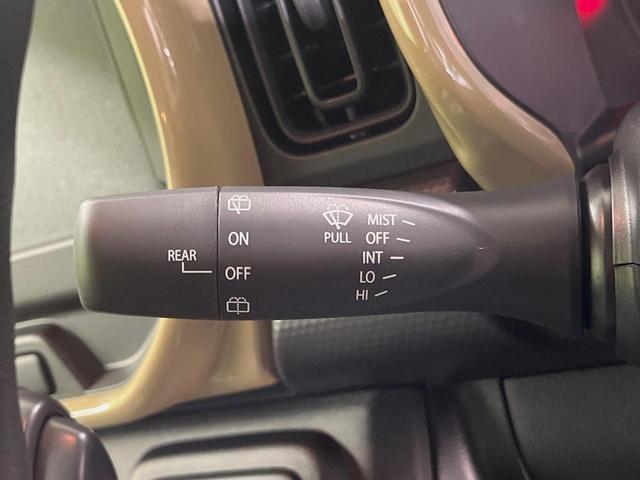 REAR
ON
OFF
PULL
MIST
OFF
INT
LO
HI